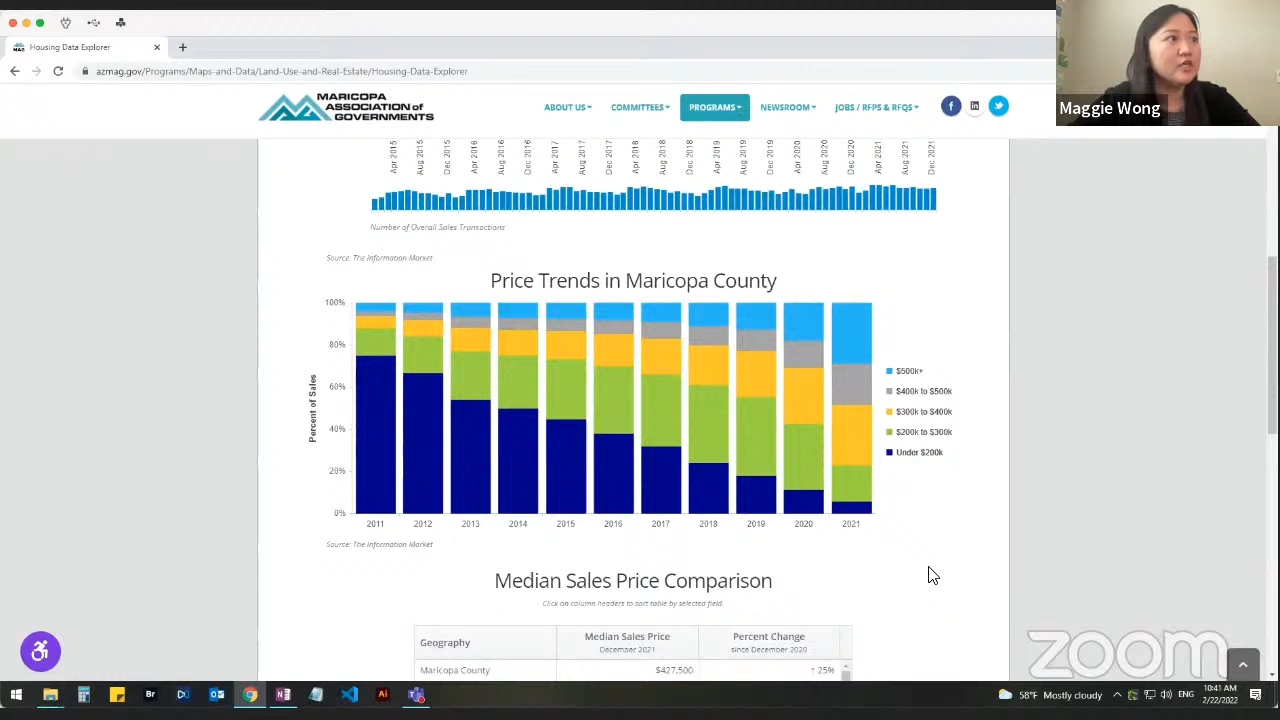 Housing Data Explorer
azmag.gov/Programs/Maps-and-Data/Land-Use-and-Real-Estate/Housing-Data-Explorer
Maggie Wong
MARICOPA
ASSOCIATION of
GOVERNMENTS
ABOUT US COMMITTEES PROGRAMS NEWSROOM JOBS / RFPS & RFQS
Apr 2015 Aug 2015 Dec 2015 Apr 2016 Aug 2016 Dec 2016 Apr 2017 Aug 2017 Dec 2017 Apr 2018 Aug 2018 Dec 2018 Apr 2019 Aug 2019 Dec 2019 Apr 2020 Aug 2020 Dec 2020 Apr 2021 Aug 2021 Dec 2021
Number of Overall Sales Transactions
Source: The Information Market
Price Trends in Maricopa County
Percent of Sales
100%
80%
60%
40%
20%
0%
2011 2012 2013 2014 2015 2016 2017 2018 2019 2020 2021
$500k+
$400k to $500k
$300k to $400k
$200k to $300k
Under $200k
Source: The Information Market
Median Sales Price Comparison
Click on column headers to sort table by selected field.
Geography Median Sales Price Percent Change
December 2021 since December 2020
Maricopa County $427,500 ↑ 25%
zoom
58°F Mostly cloudy ENG 10:41 AM
2/22/2022